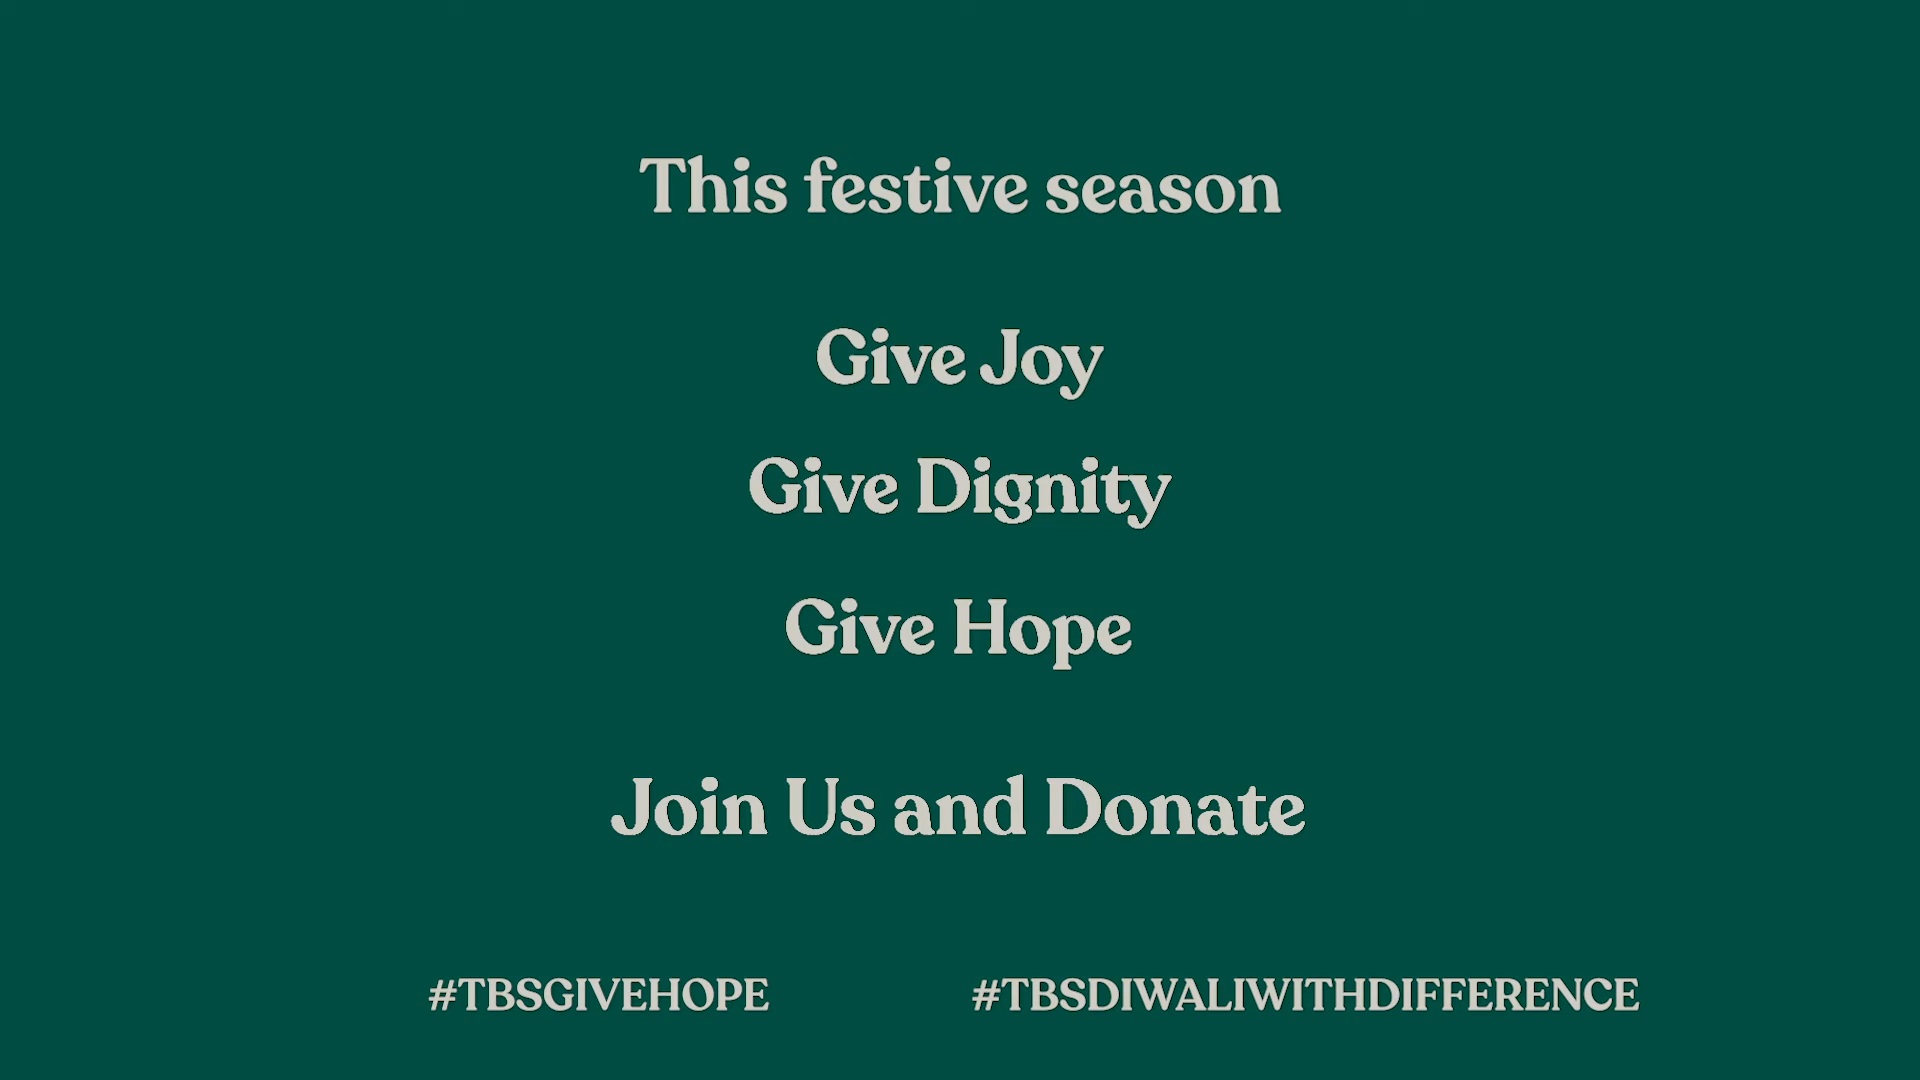 This festive season
Give Joy
Give Dignity
Give Hope
Join Us and Donate
#TBSGIVEHOPE #TBSDIWALIWITHDIFFERENCE